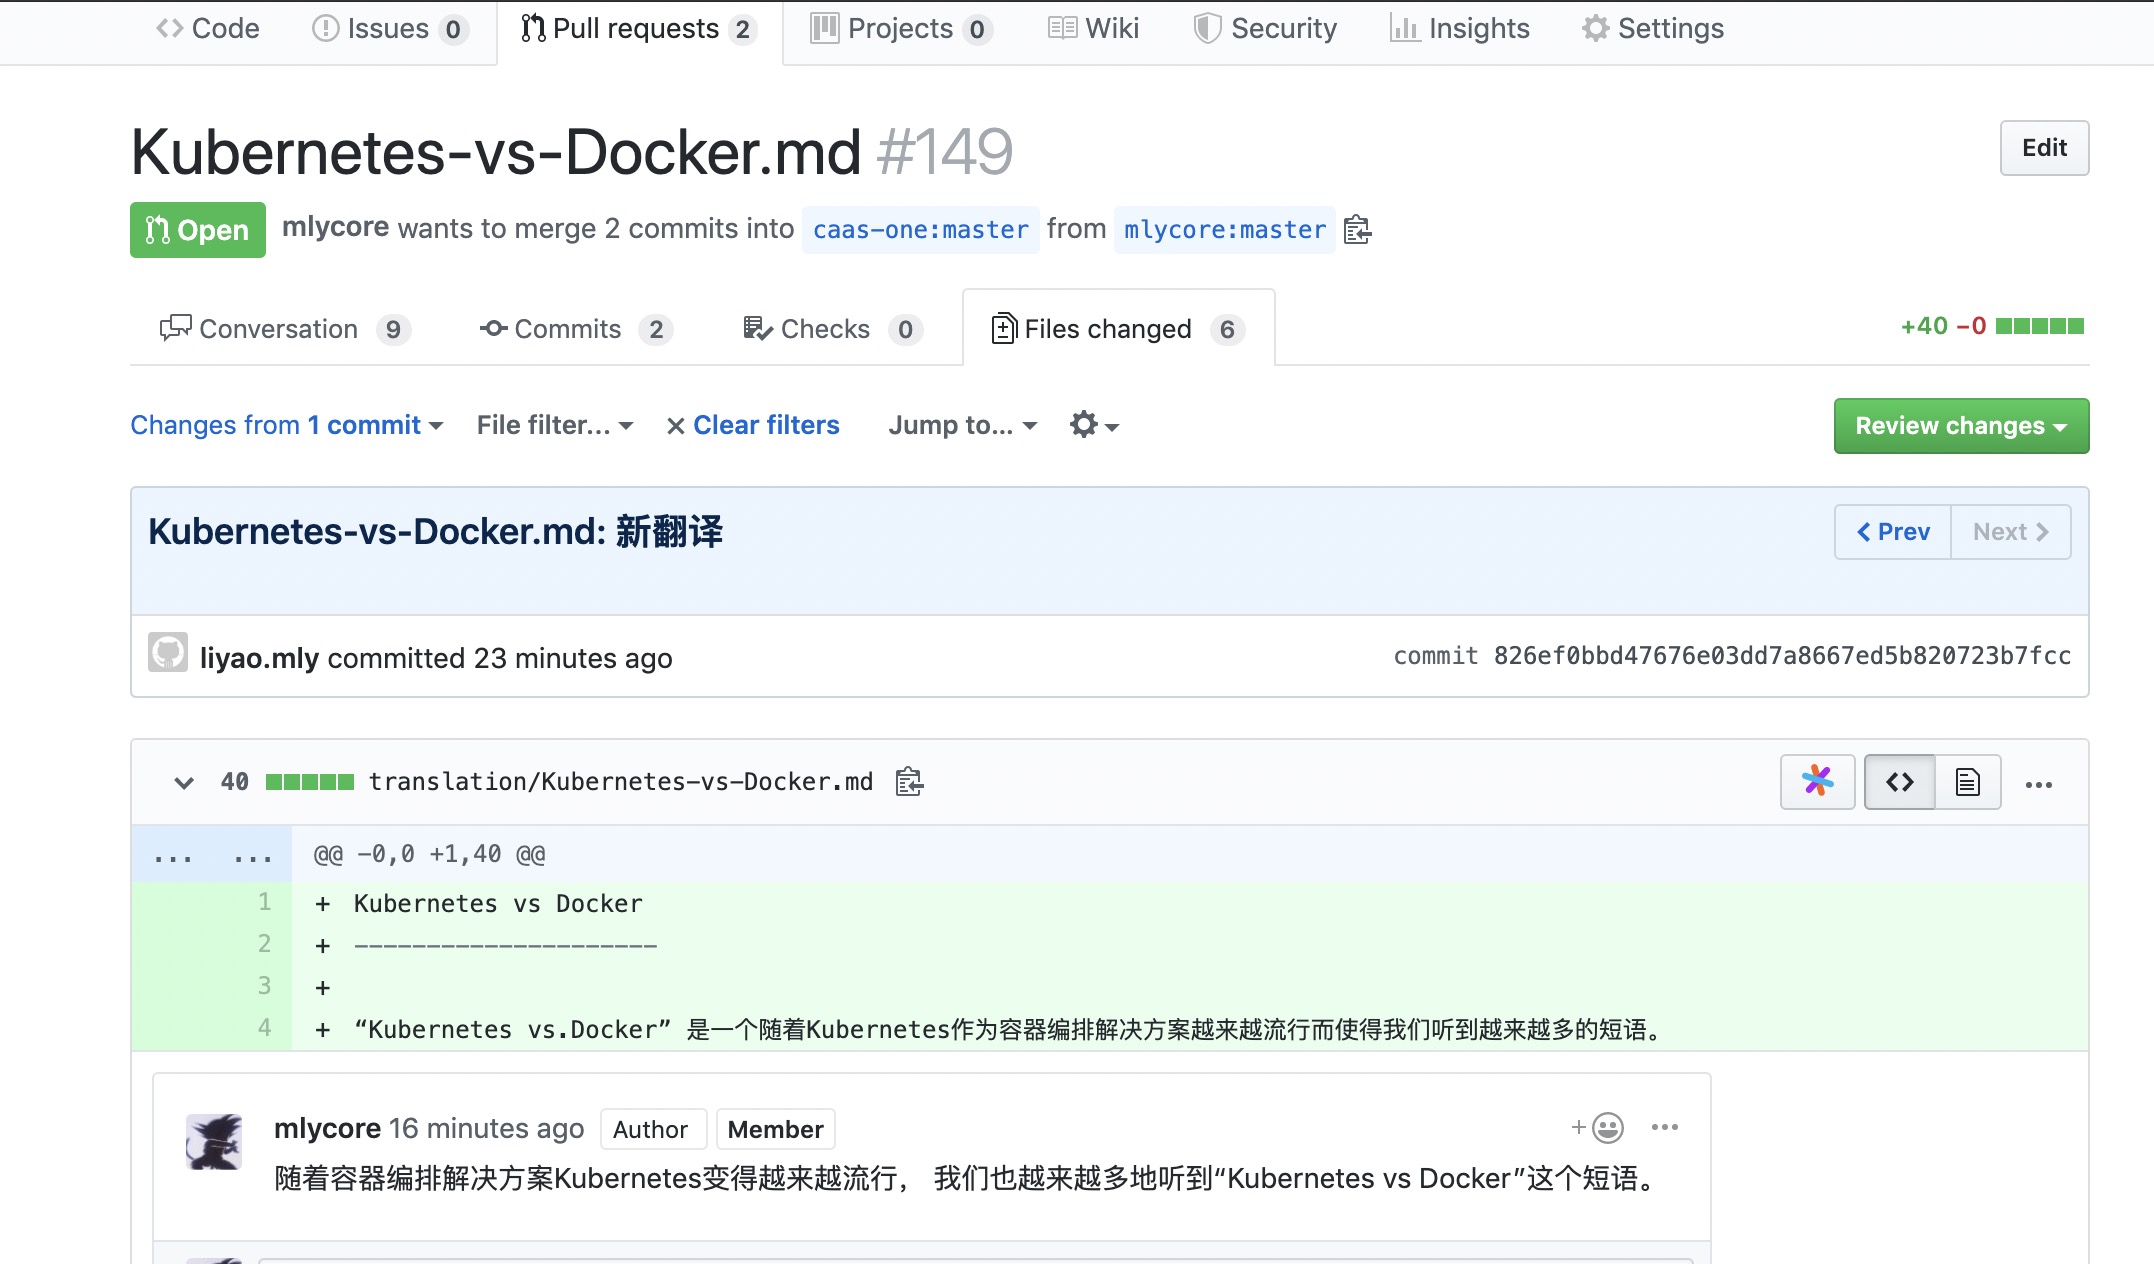 Code Issues 0 Pull requests 2 Projects 0 Wiki Security Insights Settings
Kubernetes-vs-Docker.md #149
Edit
Open mlycore wants to merge 2 commits into caas-one:master from mlycore:master
Conversation 9 Commits 2 Checks 0 Files changed 6 +40 −0
Changes from 1 commit File filter... × Clear filters Jump to... Review changes
Kubernetes-vs-Docker.md: 新翻译
Prev Next
liyao.mly committed 23 minutes ago commit 826ef0bbd47676e03dd7a8667ed5b820723b7fcc
40 translation/Kubernetes-vs-Docker.md
... ... @@ -0,0 +1,40 @@
1 + Kubernetes vs Docker
2 + ---------------------
3 +
4 + “Kubernetes vs.Docker” 是一个随着Kubernetes作为容器编排解决方案越来越流行而使得我们听到越来越多的短语。
mlycore 16 minutes ago Author Member
随着容器编排解决方案Kubernetes变得越来越流行， 我们也越来越多地听到“Kubernetes vs Docker”这个短语。